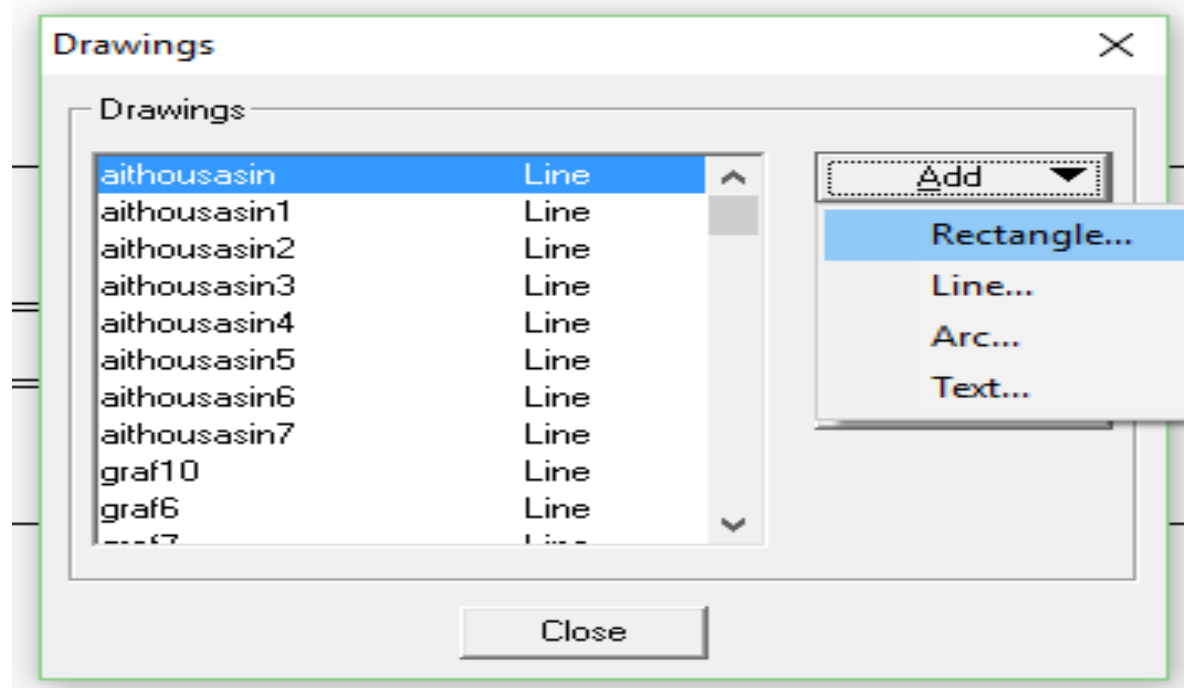 Drawings
Drawings
aithousasin Line
aithousasin1 Line
aithousasin2 Line
aithousasin3 Line
aithousasin4 Line
aithousasin5 Line
aithousasin6 Line
aithousasin7 Line
graf10 Line
graf6 Line
Add
Rectangle...
Line...
Arc...
Text...
Close